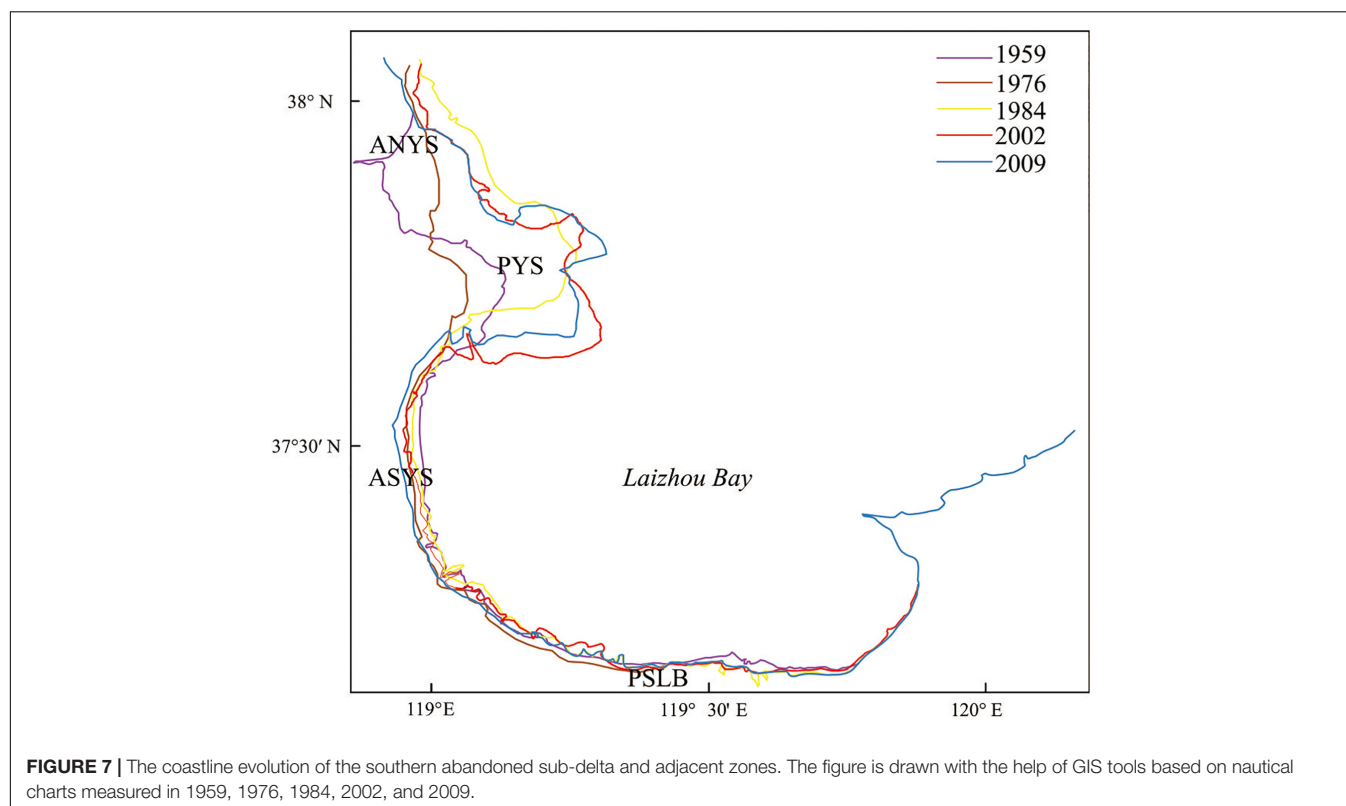 1959
1976
38° N
1984
2002
ANYS
2009
PYS
37°30′ N
ASYS
Laizhou Bay
PSLB
119°E
119° 30′ E
120° E
FIGURE 7 | The coastline evolution of the southern abandoned sub-delta and adjacent zones. The figure is drawn with the help of GIS tools based on nautical
charts measured in 1959, 1976, 1984, 2002, and 2009.